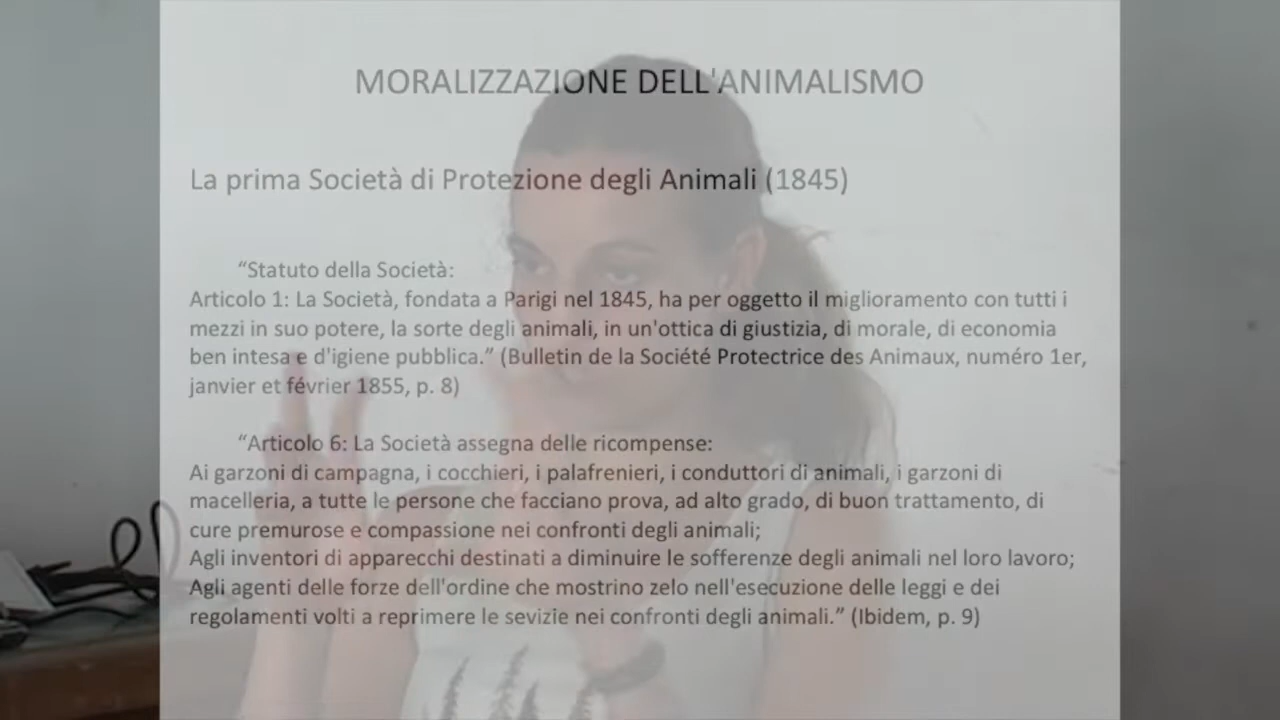 MORALIZZAZIONE DELL'ANIMALISMO
La prima Società di Protezione degli Animali (1845)
“Statuto della Società:
Articolo 1: La Società, fondata a Parigi nel 1845, ha per oggetto il miglioramento con tutti i
mezzi in suo potere, la sorte degli animali, in un'ottica di giustizia, di morale, di economia
ben intesa e d'igiene pubblica.” (Bulletin de la Société Protectrice des Animaux, numéro 1er,
janvier et février 1855, p. 8)
“Articolo 6: La Società assegna delle ricompense:
Ai garzoni di campagna, i cocchieri, i palafrenieri, i conduttori di animali, i garzoni di
macelleria, a tutte le persone che facciano prova, ad alto grado, di buon trattamento, di
cure premurose e compassione nei confronti degli animali;
Agli inventori di apparecchi destinati a diminuire le sofferenze degli animali nel loro lavoro;
Agli agenti delle forze dell'ordine che mostrino zelo nell'esecuzione delle leggi e dei
regolamenti volti a reprimere le sevizie nei confronti degli animali.” (Ibidem, p. 9)